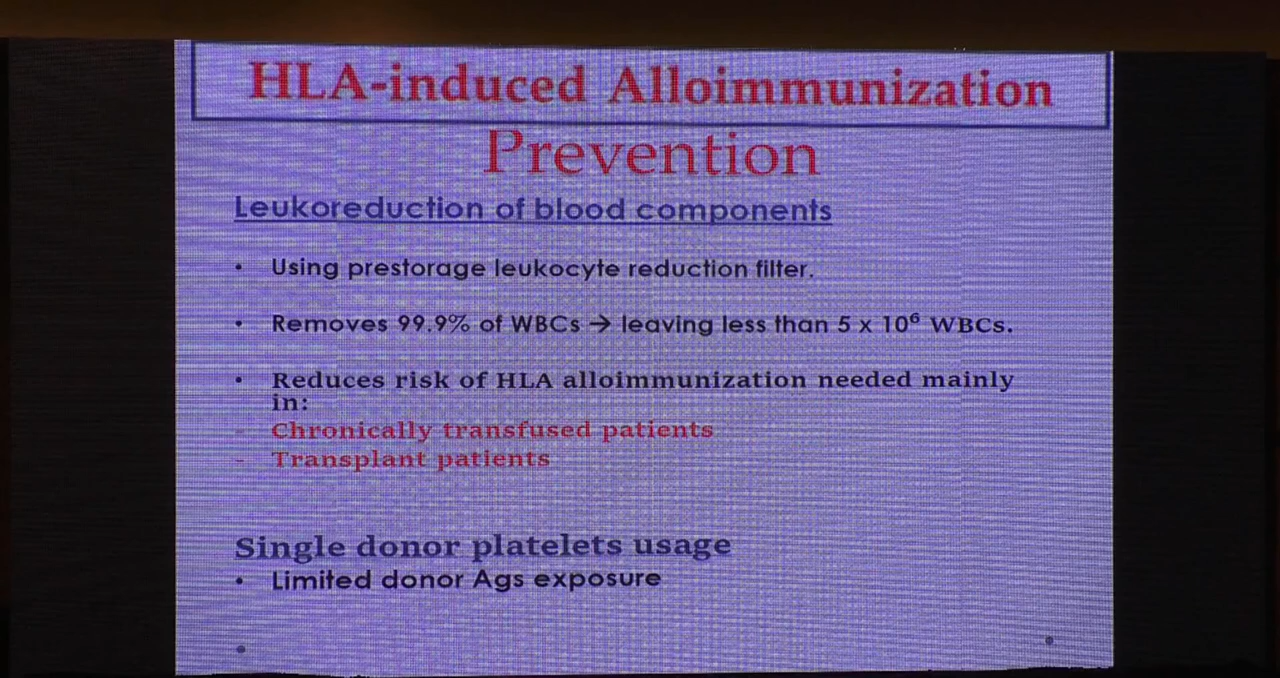 HLA-induced Alloimmunization
Prevention
Leukoreduction of blood components
• Using prestorage leukocyte reduction filter.
• Removes 99.9% of WBCs → leaving less than 5 x 10⁶ WBCs.
• Reduces risk of HLA alloimmunization needed mainly
in:
- Chronically transfused patients
- Transplant patients
Single donor platelets usage
• Limited donor Ags exposure